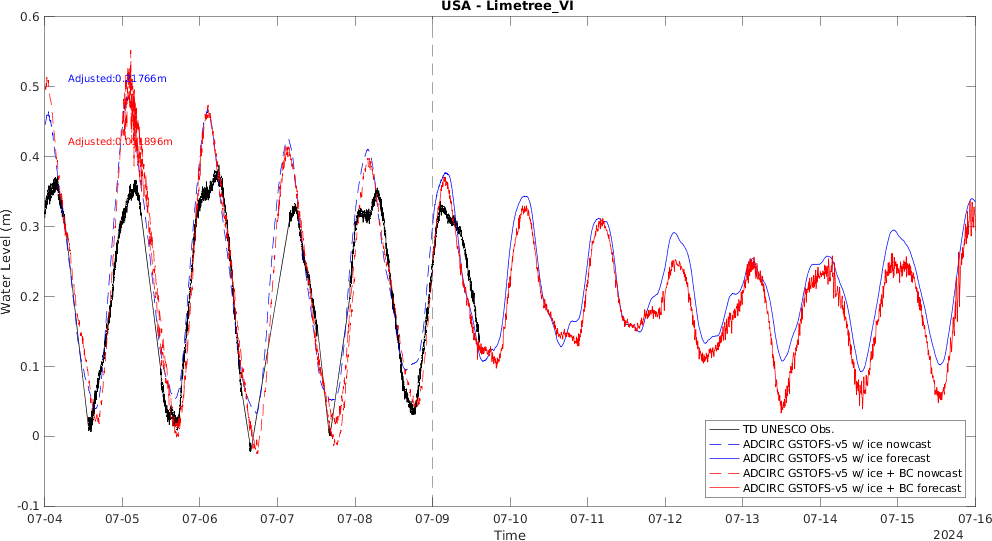 USA - Limetree_VI
0.6
0.5
0.4
0.3
0.2
0.1
0
-0.1
Water Level (m)
Adjusted:0.01766m
TD UNESCO Obs.
ADCIRC GSTOFS-v5 w/ ice nowcast
ADCIRC GSTOFS-v5 w/ ice forecast
ADCIRC GSTOFS-v5 w/ ice + BC nowcast
ADCIRC GSTOFS-v5 w/ ice + BC forecast
07-04 07-05 07-06 07-07 07-08 07-09 07-10 07-11 07-12 07-13 07-14 07-15 07-16
Time
2024